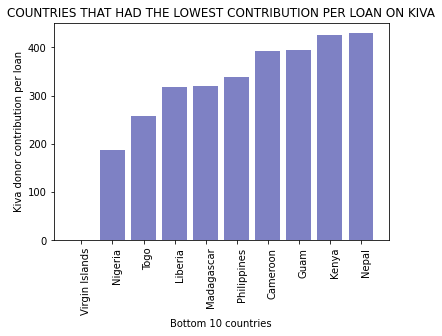 COUNTRIES THAT HAD THE LOWEST CONTRIBUTION PER LOAN ON KIVA
Kiva donor contribution per loan
400
300
200
100
0
Virgin Islands
Nigeria
Togo
Liberia
Madagascar
Philippines
Cameroon
Guam
Kenya
Nepal
Bottom 10 countries